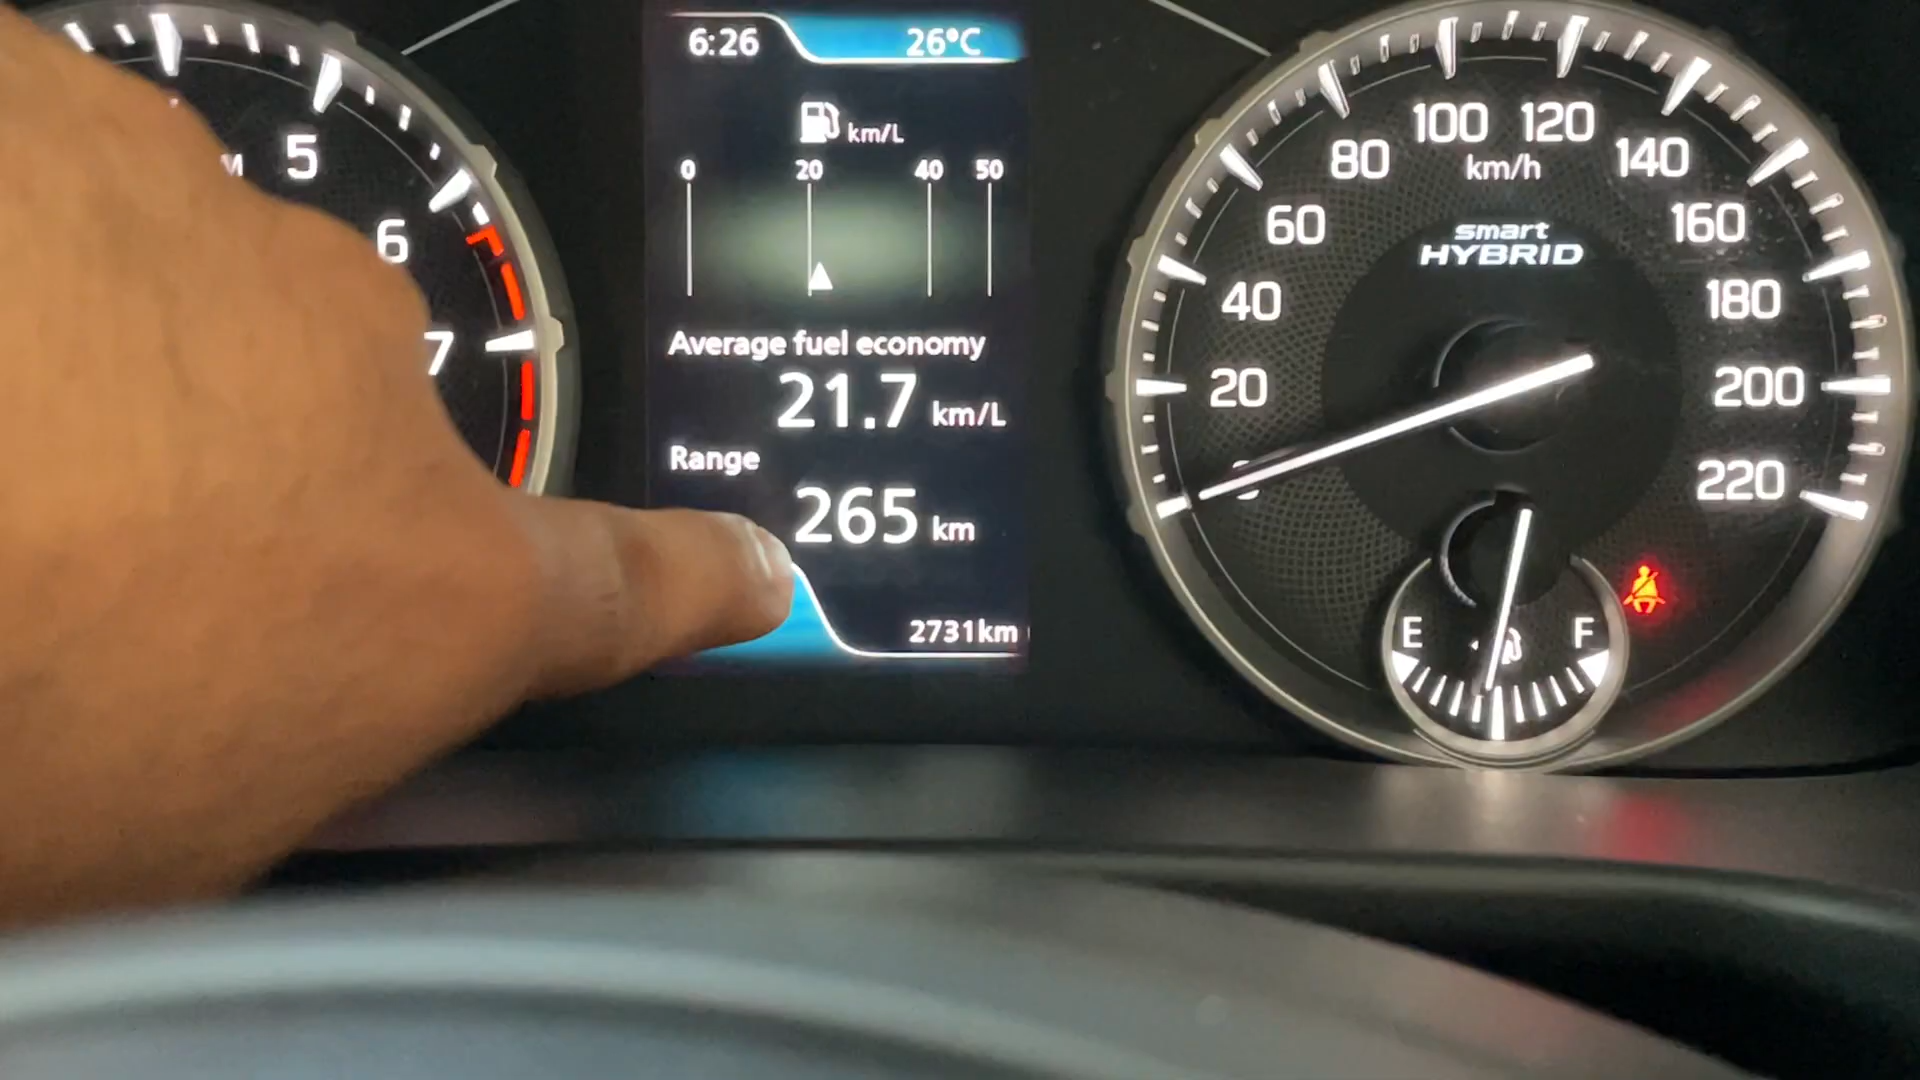 6:26 26°C
km/L
0 20 40 50
Average fuel economy
21.7 km/L
Range
265 km
2731km
5
6
7
20
40
60
80
100
120
140
160
180
200
220
km/h
smart
HYBRID
E F